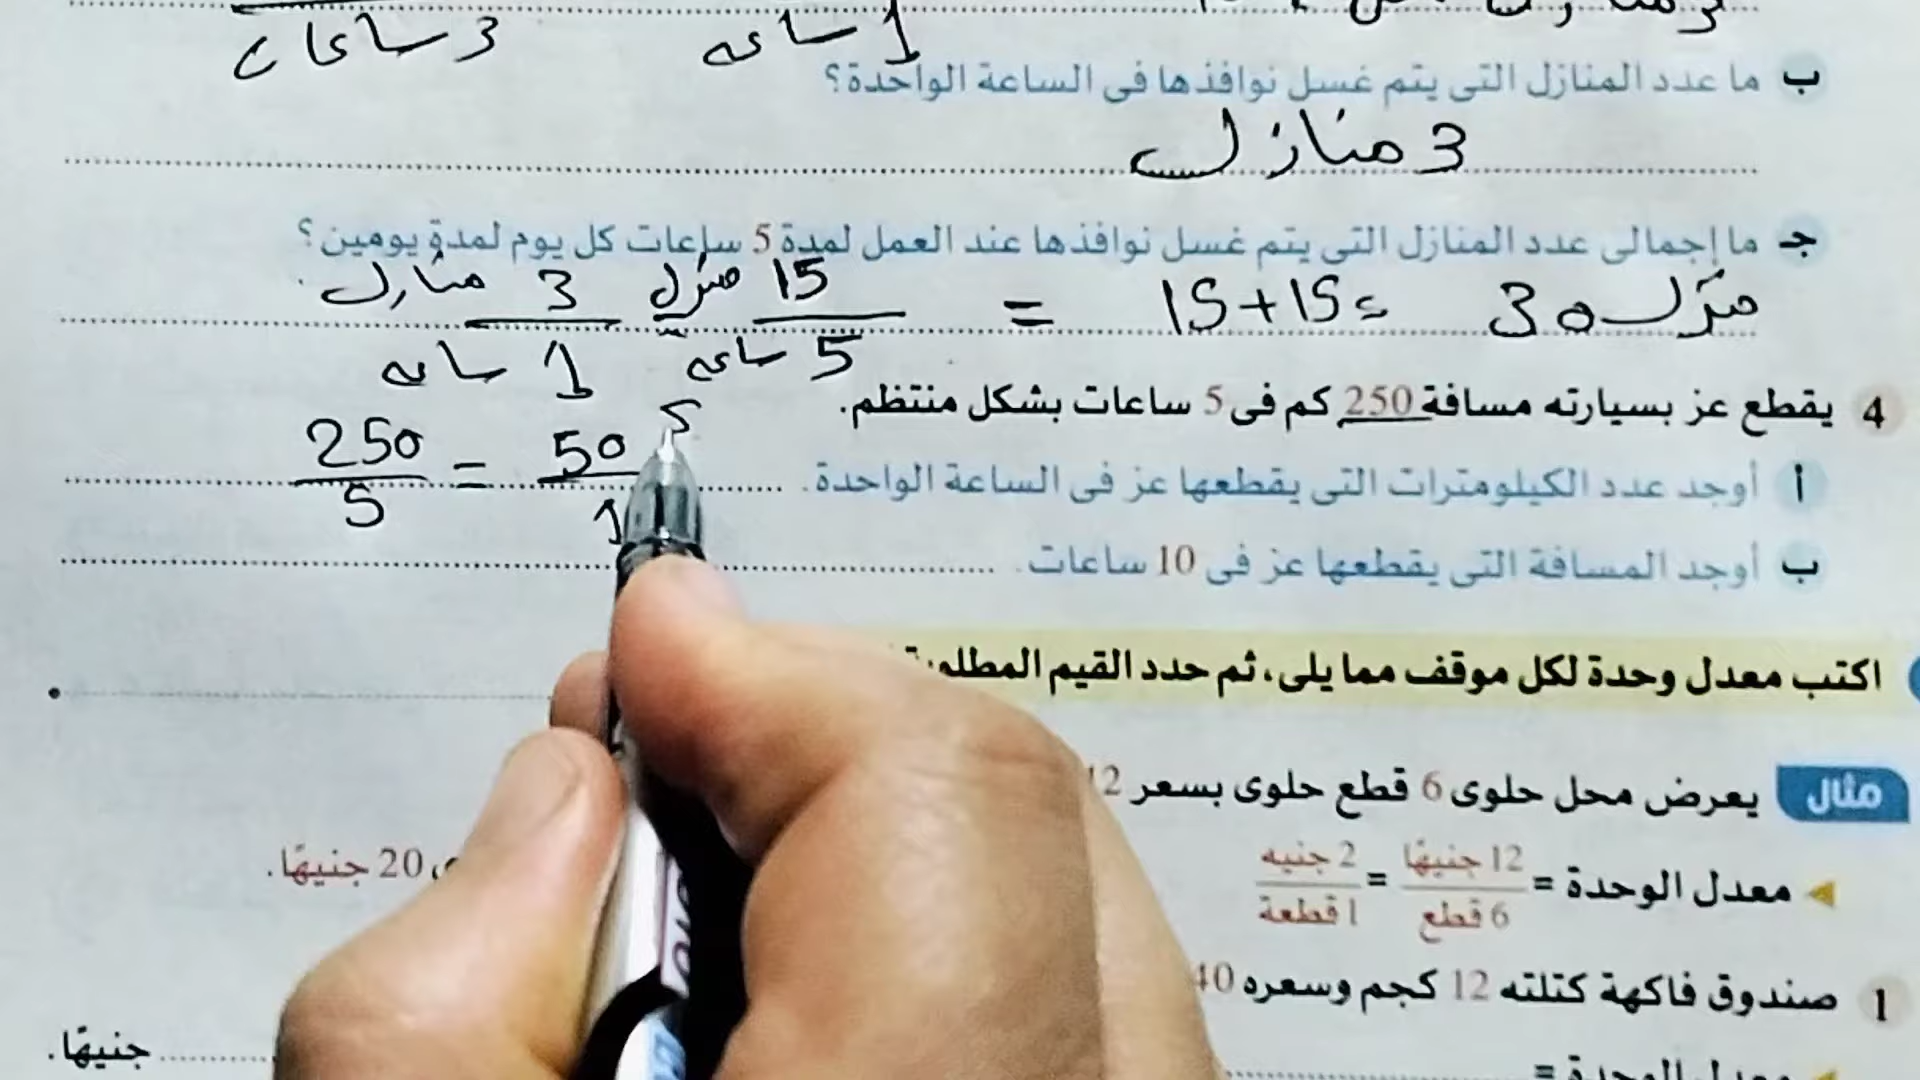 3 ساعات 1 ساعه
ب ما عدد المنازل التى يتم غسل نوافذها فى الساعة الواحدة؟
3 منازل
جـ ما إجمالى عدد المنازل التى يتم غسل نوافذها عند العمل لمدة 5 ساعات كل يوم لمدة يومين؟
3 منازل / 1 ساعه = 15 منزل / 5 ساعه = 15+15= 30 منزل
4 يقطع عز بسيارته مسافة 250 كم فى 5 ساعات بشكل منتظم.
أ أوجد عدد الكيلومترات التى يقطعها عز فى الساعة الواحدة.
250/5 = 50/1
ب أوجد المسافة التى يقطعها عز فى 10 ساعات.
اكتب معدل وحدة لكل موقف مما يلى، ثم حدد القيم
مثال يعرض محل حلوى 6 قطع حلوى بسعر 12
◀ معدل الوحدة = 12 جنيهًا / 6 قطع = 2 جنيه / 1 قطعة
20 جنيهًا.
1 صندوق فاكهة كتلته 12 كجم وسعره
جنيهًا.
معدل الوحدة =